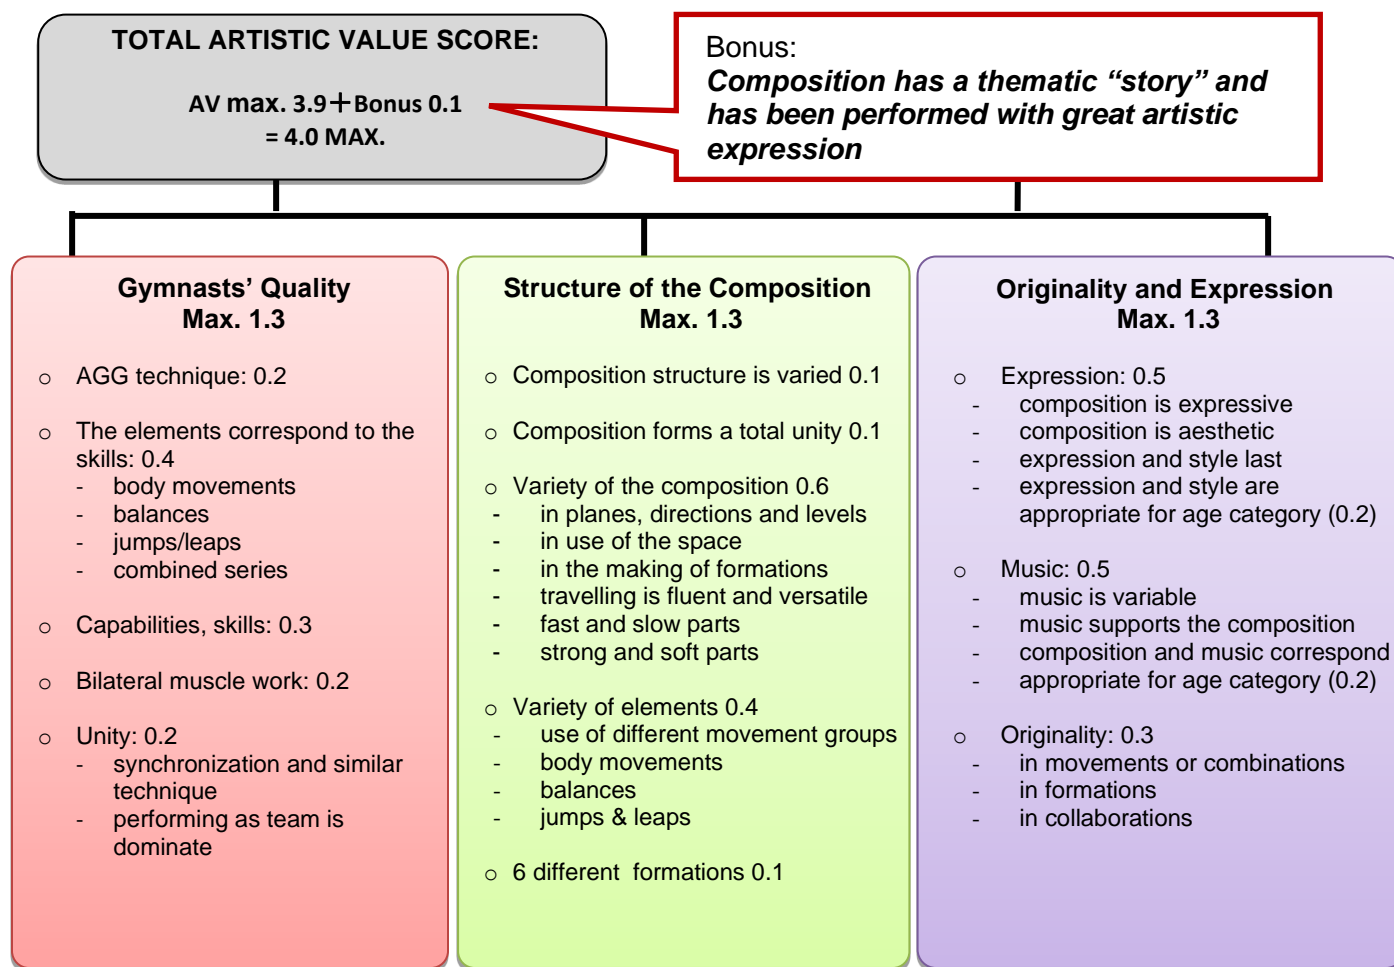 TOTAL ARTISTIC VALUE SCORE:
AV max. 3.9+Bonus 0.1
= 4.0 MAX.
Bonus:
Composition has a thematic “story” and
has been performed with great artistic
expression
Gymnasts’ Quality
Max. 1.3
o AGG technique: 0.2
o The elements correspond to the
skills: 0.4
- body movements
- balances
- jumps/leaps
- combined series
o Capabilities, skills: 0.3
o Bilateral muscle work: 0.2
o Unity: 0.2
- synchronization and similar
technique
- performing as team is
dominate
Structure of the Composition
Max. 1.3
o Composition structure is varied 0.1
o Composition forms a total unity 0.1
o Variety of the composition 0.6
- in planes, directions and levels
- in use of the space
- in the making of formations
- travelling is fluent and versatile
- fast and slow parts
- strong and soft parts
o Variety of elements 0.4
- use of different movement groups
- body movements
- balances
- jumps & leaps
o 6 different formations 0.1
Originality and Expression
Max. 1.3
o Expression: 0.5
- composition is expressive
- composition is aesthetic
- expression and style last
- expression and style are
appropriate for age category (0.2)
o Music: 0.5
- music is variable
- music supports the composition
- composition and music correspond
- appropriate for age category (0.2)
o Originality: 0.3
- in movements or combinations
- in formations
- in collaborations